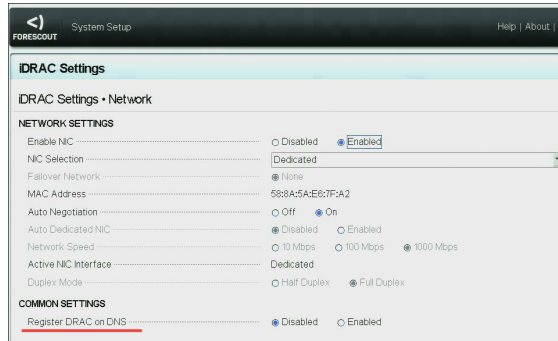 <)
FORESCOUT System Setup Help | About |
iDRAC Settings
iDRAC Settings • Network
NETWORK SETTINGS
Enable NIC Disabled Enabled
NIC Selection Dedicated
Failover Network None
MAC Address 58:8A:5A:E6:7F:A2
Auto Negotiation Off On
Auto Dedicated NIC Disabled Enabled
Network Speed 10 Mbps 100 Mbps 1000 Mbps
Active NIC Interface Dedicated
Duplex Mode Half Duplex Full Duplex
COMMON SETTINGS
Register DRAC on DNS Disabled Enabled